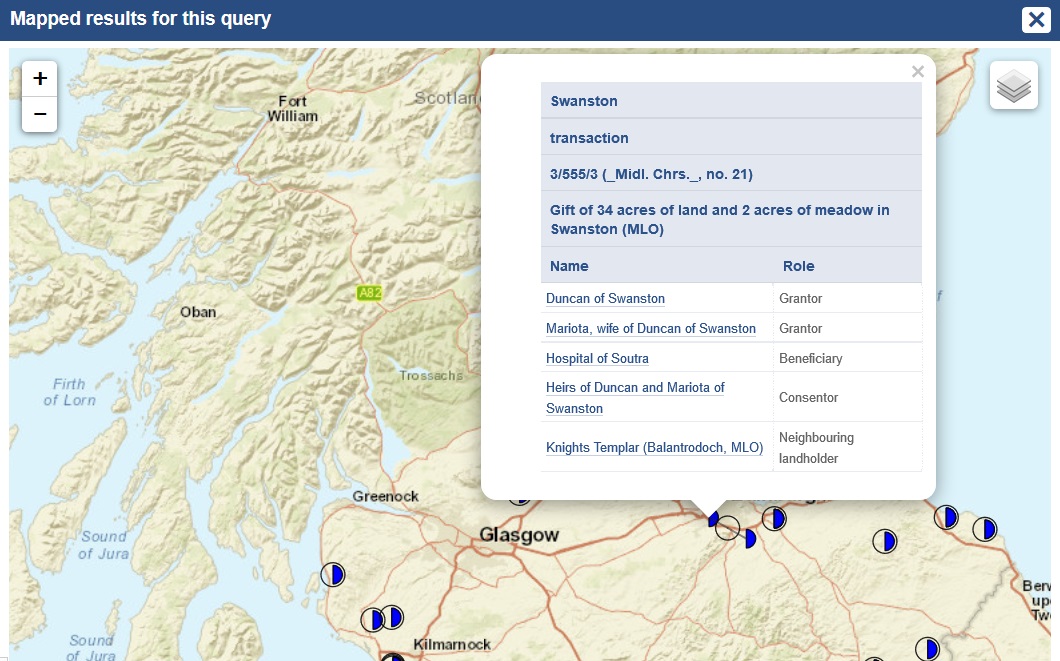 Mapped results for this query
+
−
Fort
William
Scotlan
Swanston
transaction
3/555/3 (_Midl. Chrs._, no. 21)
Gift of 34 acres of land and 2 acres of meadow in
Swanston (MLO)
Name Role
Duncan of Swanston Grantor
Mariota, wife of Duncan of Swanston Grantor
Hospital of Soutra Beneficiary
Heirs of Duncan and Mariota of
Swanston Consentor
Knights Templar (Balantrodoch, MLO) Neighbouring
landholder
A82
Oban
Trossachs
Firth
of Lorn
f
Greenock
Glasgow
Sound
of Jura
Kilmarnock
Sound
of Jura
Berw
upo
Twe